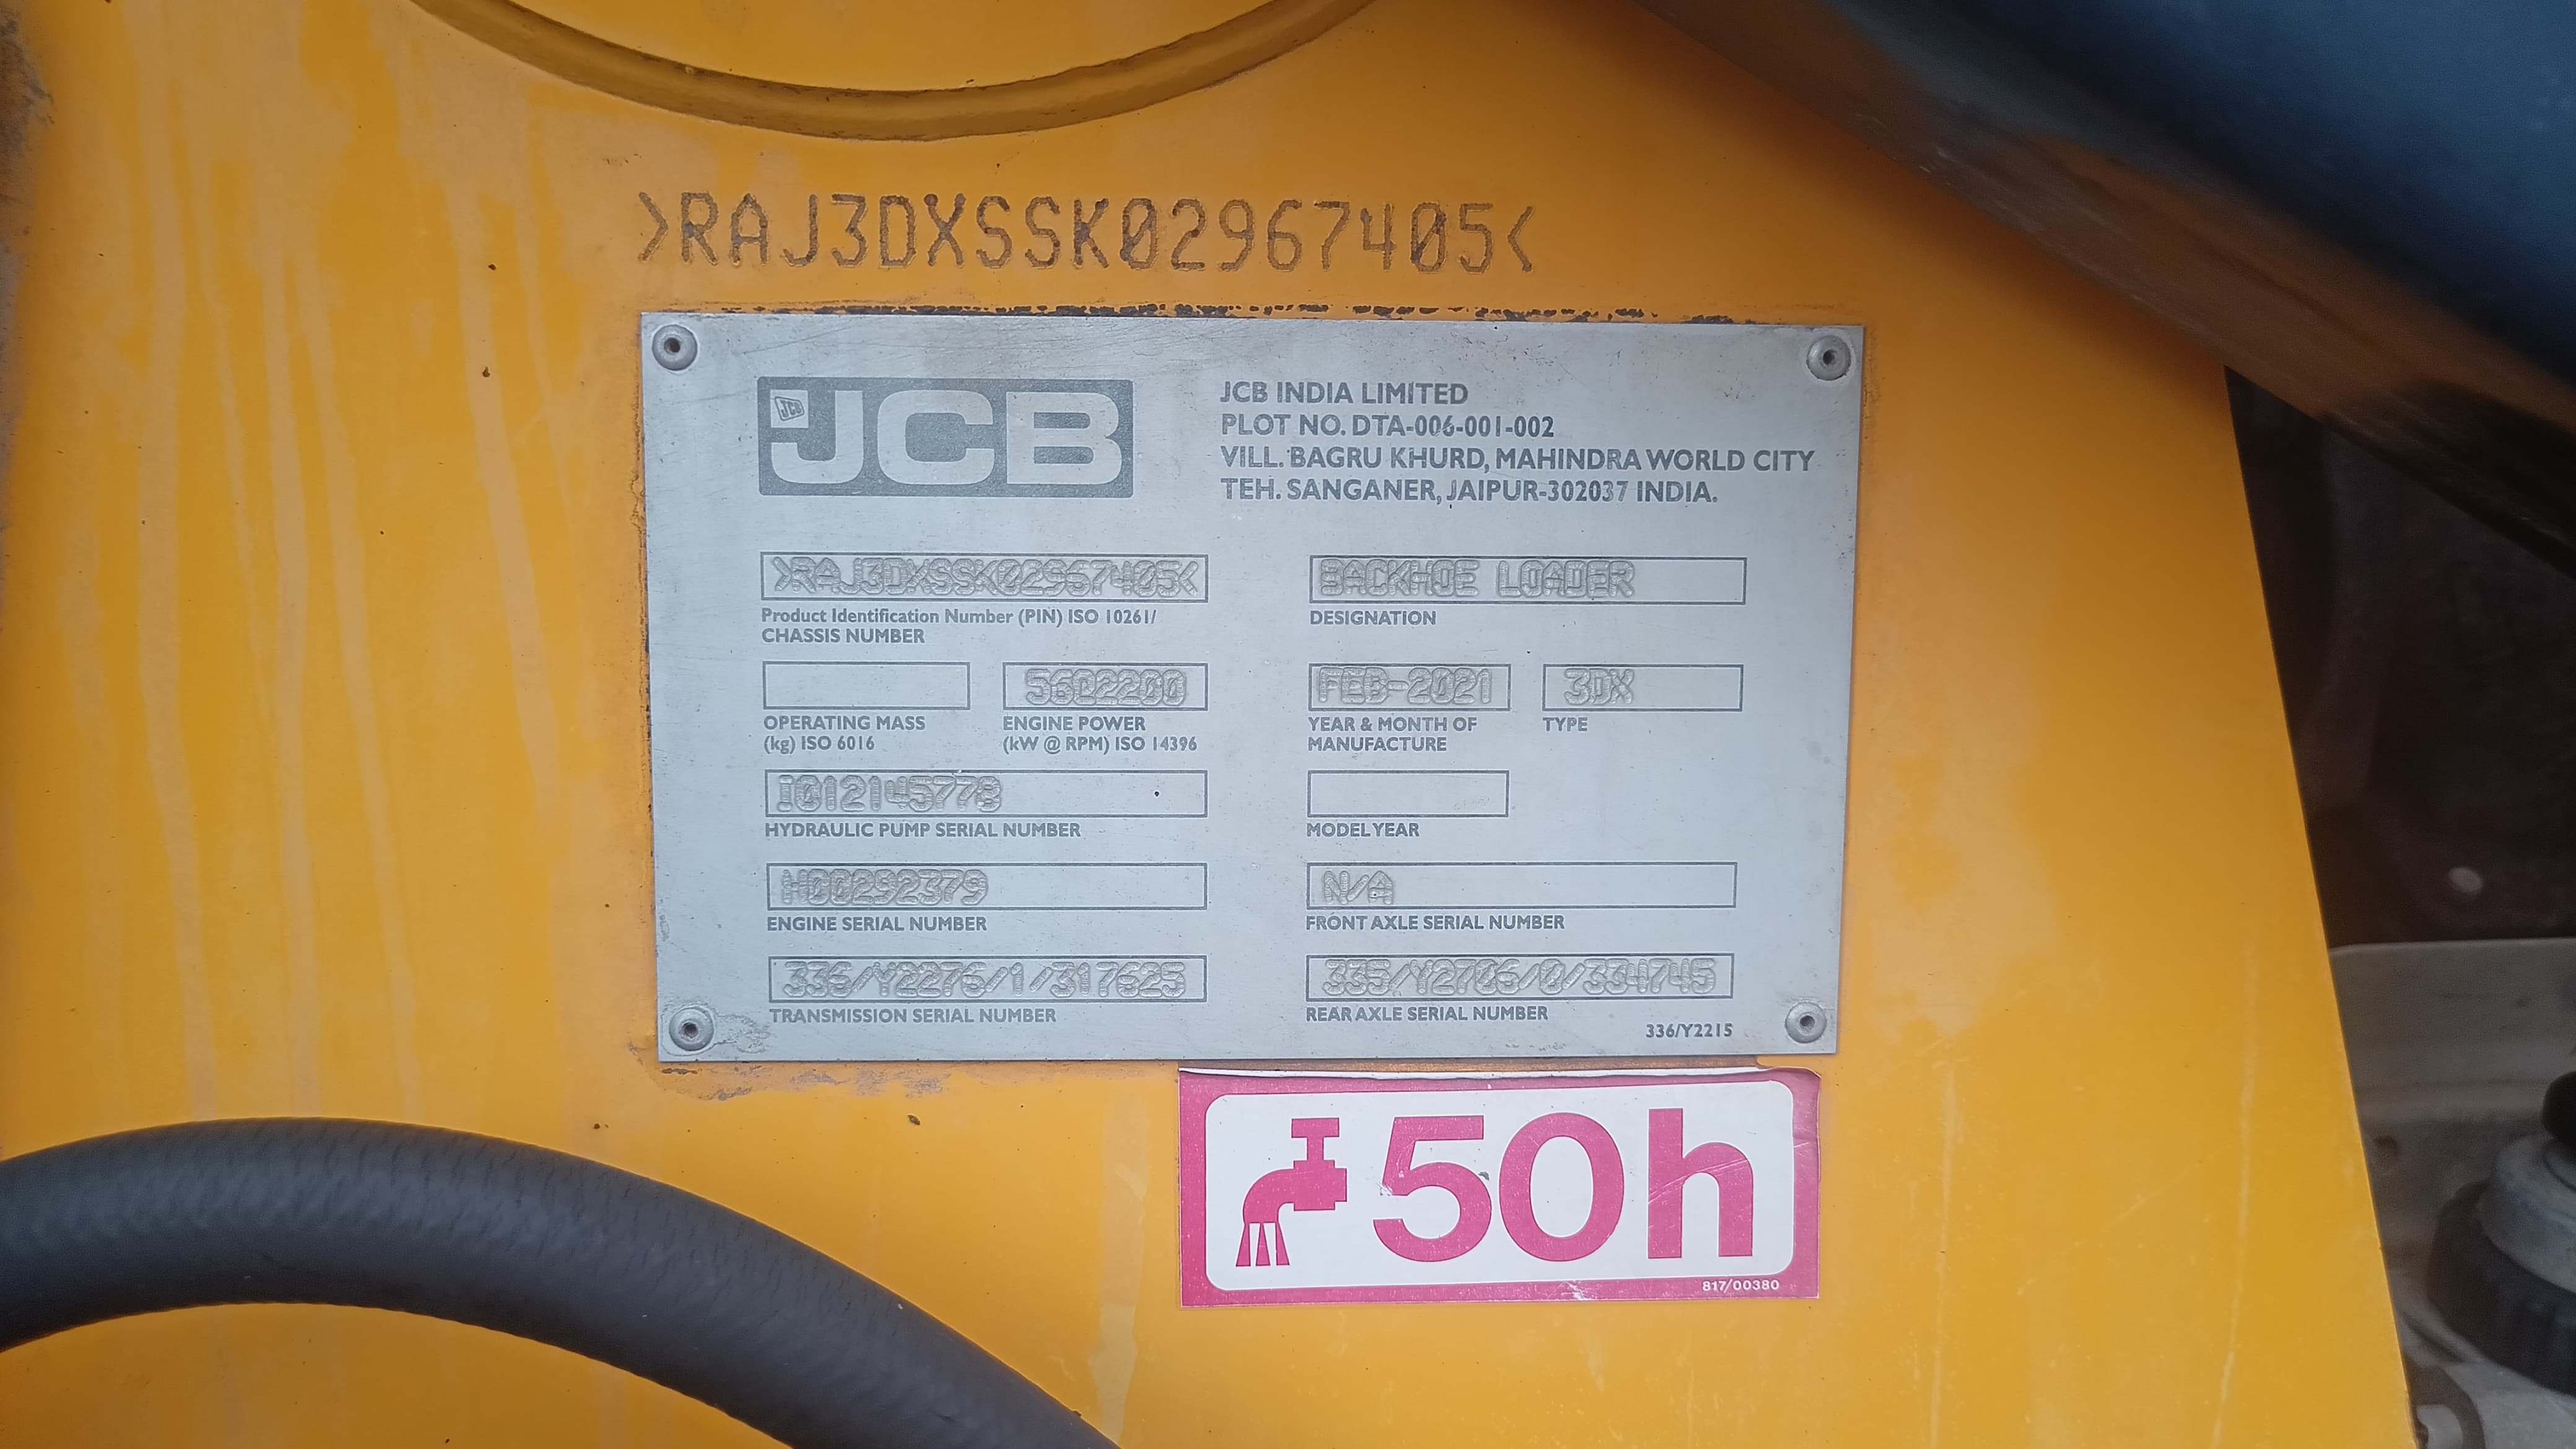 >RAJ3DXSSK02967405<
JCB
JCB INDIA LIMITED
PLOT NO. DTA-006-001-002
VILL. BAGRU KHURD, MAHINDRA WORLD CITY
TEH. SANGANER, JAIPUR-302037 INDIA.
>RAJ3DXSSK02967405<
Product Identification Number (PIN) ISO 10261/
CHASSIS NUMBER
BACKHOE LOADER
DESIGNATION
OPERATING MASS
(kg) ISO 6016
56@2200
ENGINE POWER
(kW @ RPM) ISO 14396
FEB-2021
YEAR & MONTH OF
MANUFACTURE
3DX
TYPE
I012145778
HYDRAULIC PUMP SERIAL NUMBER
MODEL YEAR
H00292379
ENGINE SERIAL NUMBER
N/A
FRONT AXLE SERIAL NUMBER
336/Y2276/1/317625
TRANSMISSION SERIAL NUMBER
335/Y2706/0/334745
REAR AXLE SERIAL NUMBER
336/Y2215
50h
817/00380